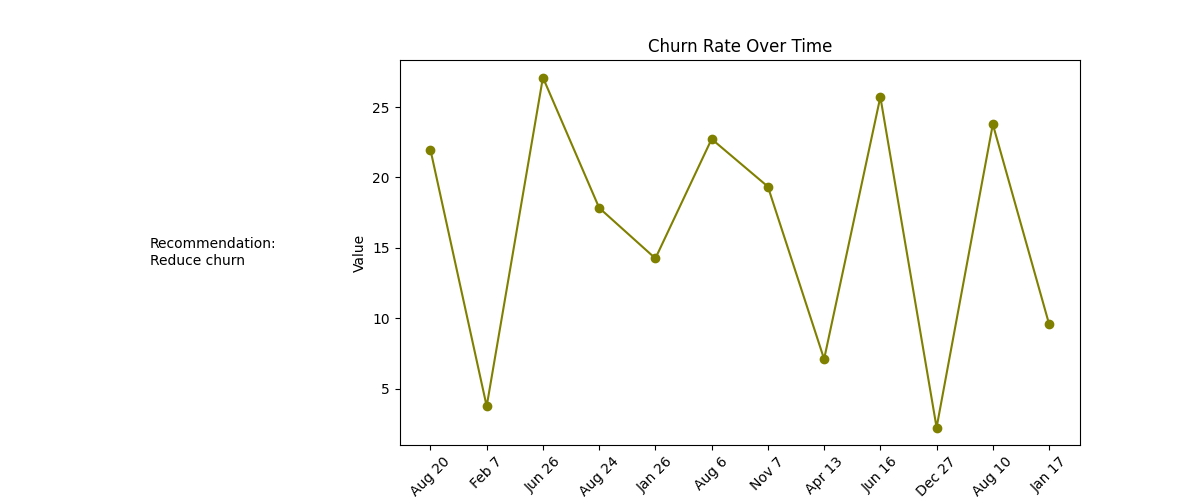 Churn Rate Over Time
Recommendation:
Reduce churn
Value
25
20
15
10
5
Aug 20
Feb 7
Jun 26
Aug 24
Jan 26
Aug 6
Nov 7
Apr 13
Jun 16
Dec 27
Aug 10
Jan 17